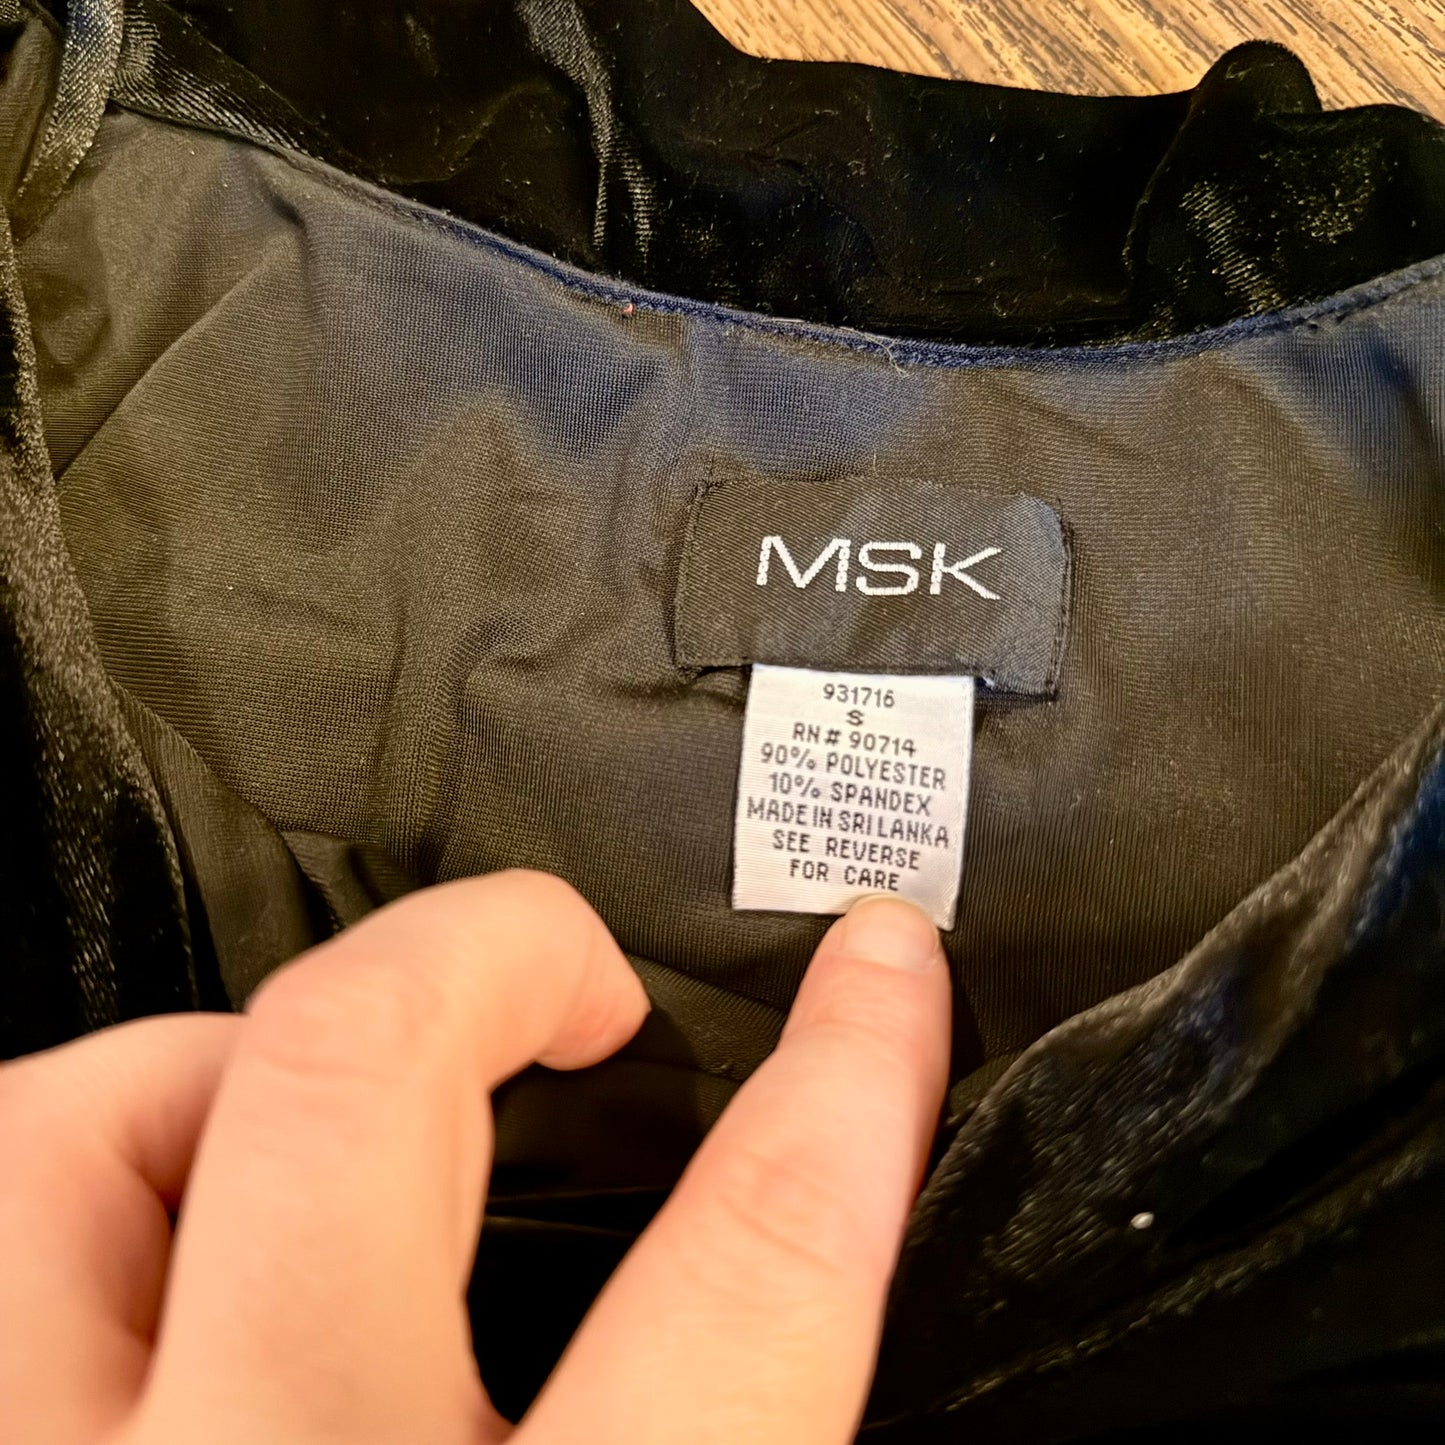 MSK
931716
S
RN# 90714
90% POLYESTER
10% SPANDEX
MADE IN SRI LANKA
SEE REVERSE
FOR CARE